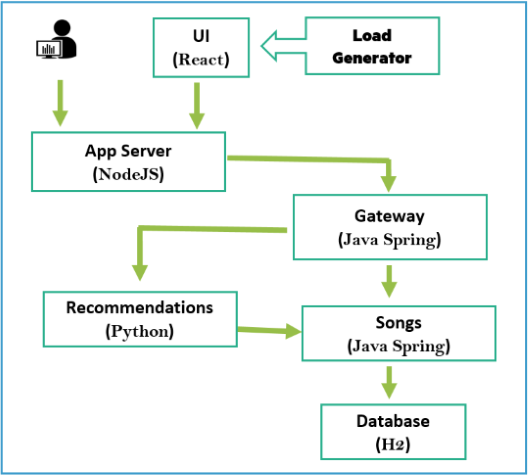 UI
(React)
Load
Generator
App Server
(NodeJS)
Gateway
(Java Spring)
Recommendations
(Python)
Songs
(Java Spring)
Database
(H2)